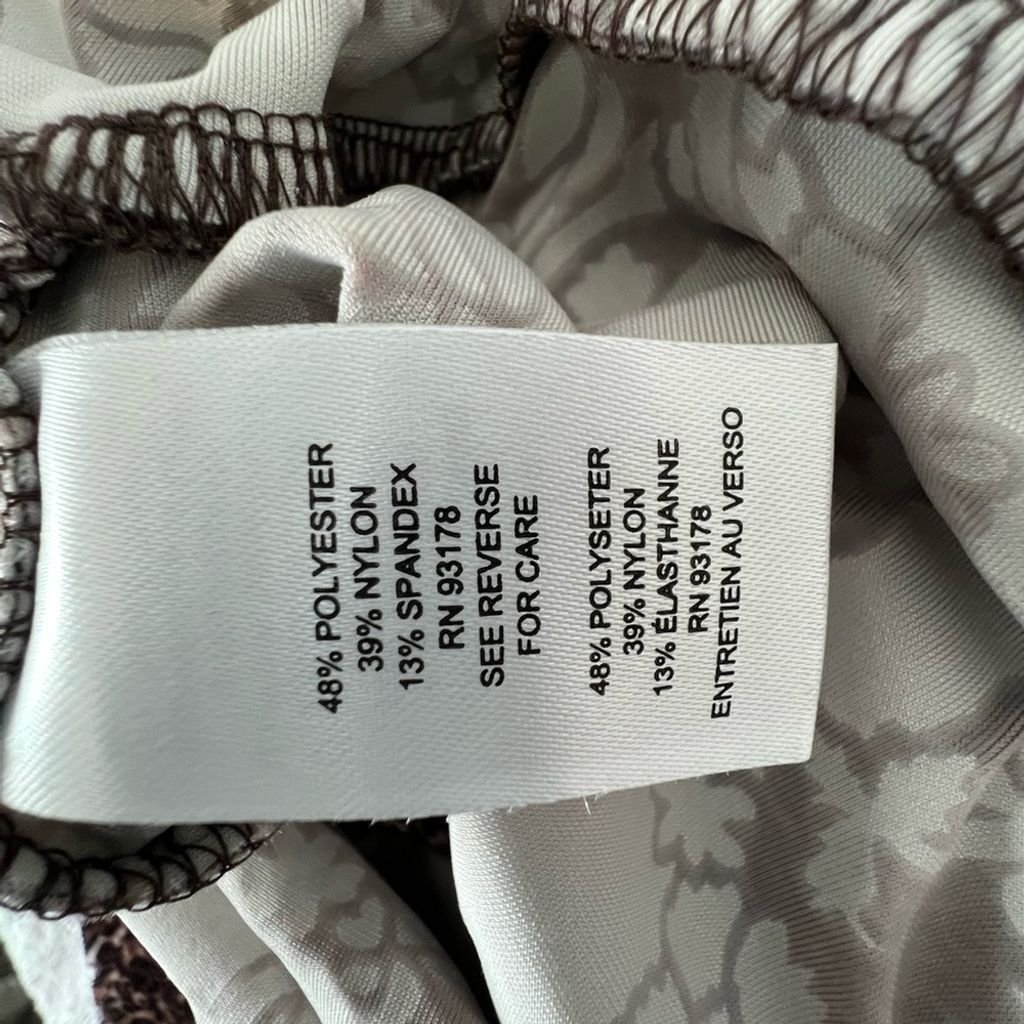 48% POLYESTER
39% NYLON
13% SPANDEX
RN 93178
SEE REVERSE
FOR CARE
48% POLYSETER
39% NYLON
13% ÉLASTHANNE
RN 93178
ENTRETIEN AU VERSO